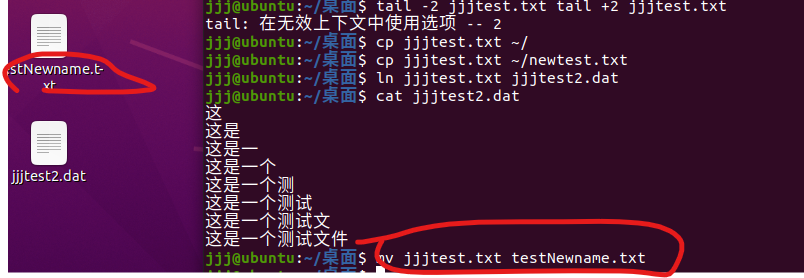 jjj@ubuntu:~/桌面$ tail -2 jjjtest.txt tail +2 jjjtest.txt
tail: 在无效上下文中使用选项 -- 2
jjj@ubuntu:~/桌面$ cp jjjtest.txt ~/
jjj@ubuntu:~/桌面$ cp jjjtest.txt ~/newtest.txt
jjj@ubuntu:~/桌面$ ln jjjtest.txt jjjtest2.dat
jjj@ubuntu:~/桌面$ cat jjjtest2.dat
这
这是
这是一
这是一个
这是一个测
这是一个测试
这是一个测试文
这是一个测试文件
jjj@ubuntu:~/桌面$ mv jjjtest.txt testNewname.txt
estNewname.t-
xt
jjjtest2.dat